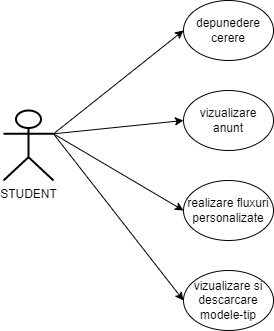 depunedere
cerere
vizualizare
anunt
STUDENT
realizare fluxuri
personalizate
vizualizare si
descarcare
modele-tip